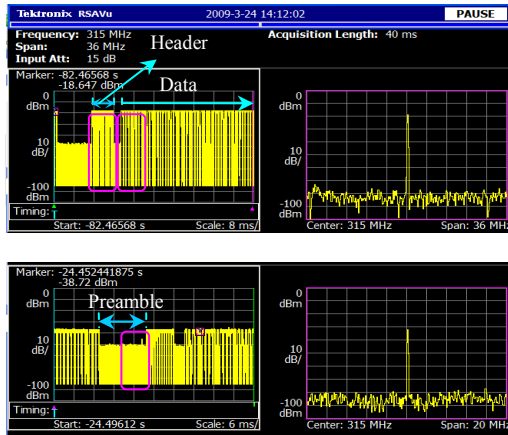 Tektronix RSAVu 2009-3-24 14:12:02 PAUSE
Frequency: 315 MHz Acquisition Length: 40 ms
Span: 36 MHz
Input Att: 15 dB
Header
Marker: -82.46568 s
-18.647 dBm
Data
0
dBm
10
dB/
-100
dBm
Timing:
Start: -82.46568 Scale: 8 ms/
0
dBm
10
dB/
-100
dBm
Center: 315 MHz Span: 36 MHz
Marker: -24.452441875 s
-38.72 dBm
Preamble
0
dBm
10
dB/
-100
dBm
Timing:
Start: -24.49612 Scale: 6 ms/
0
dBm
10
dB/
-100
dBm
Center: 315 MHz Span: 20 MHz